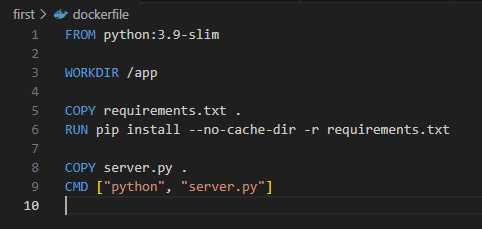 first > dockerfile
1 FROM python:3.9-slim
2
3 WORKDIR /app
4
5 COPY requirements.txt .
6 RUN pip install --no-cache-dir -r requirements.txt
7
8 COPY server.py .
9 CMD ["python", "server.py"]
10